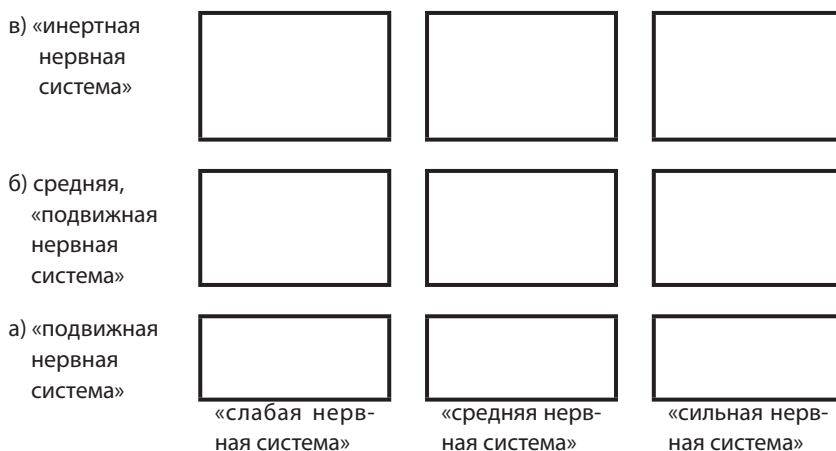 в) «инертная
нервная
система»
б) средняя,
«подвижная
нервная
система»
а) «подвижная
нервная
система»
«слабая нерв-
ная система»
«средняя нерв-
ная система»
«сильная нерв-
ная система»